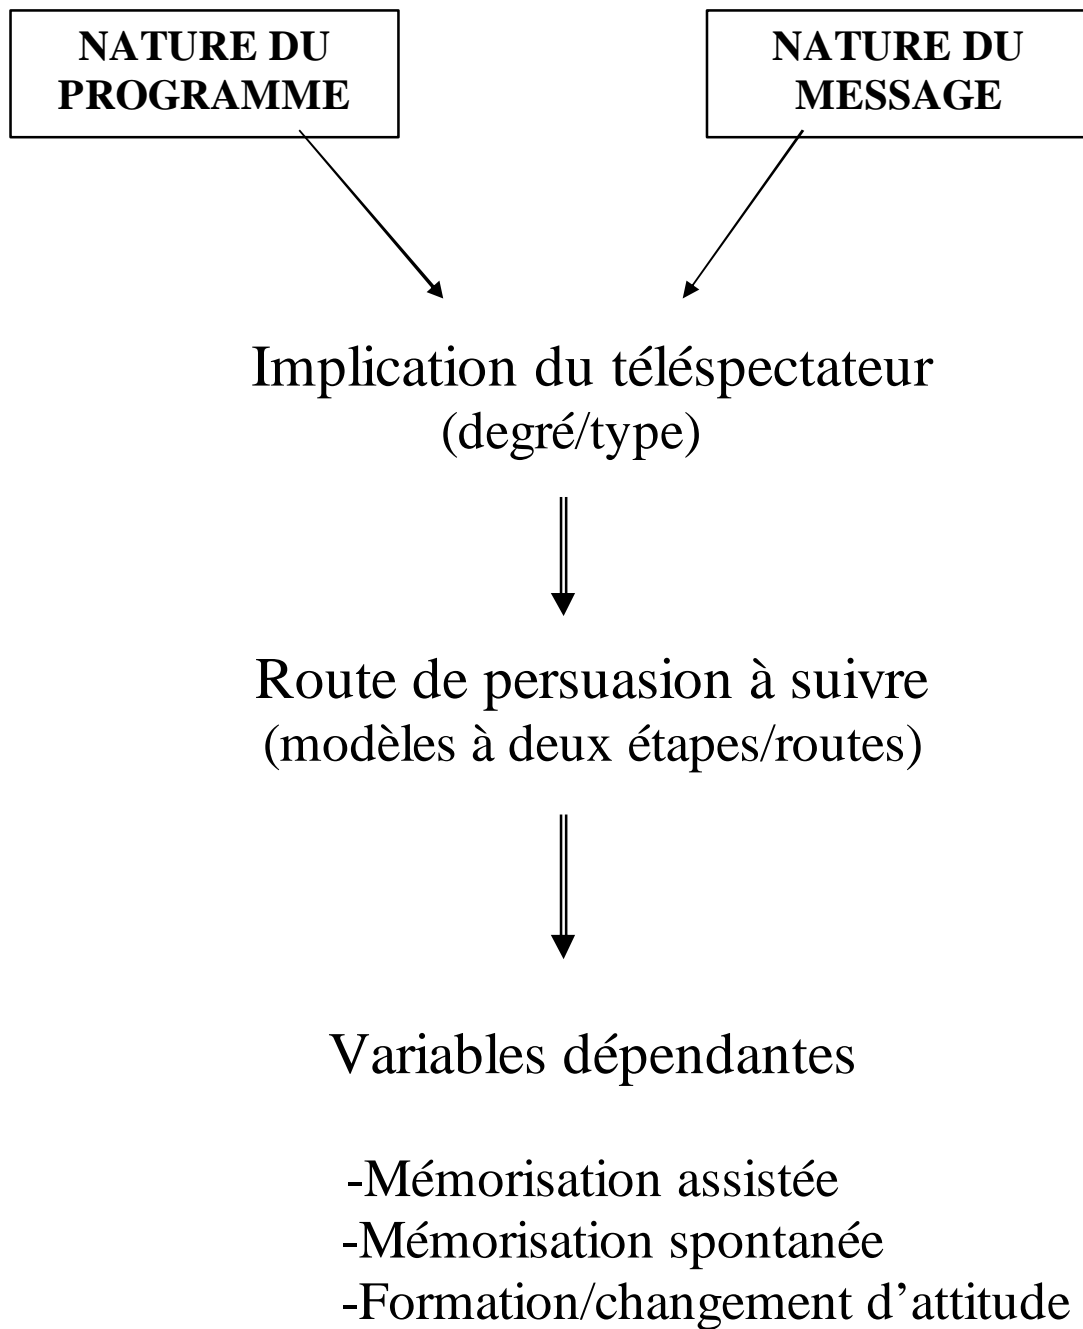 NATURE DU
PROGRAMME
NATURE DU
MESSAGE
Implication du téléspectateur
(degré/type)
Route de persuasion à suivre
(modèles à deux étapes/routes)
Variables dépendantes
-Mémorisation assistée
-Mémorisation spontanée
-Formation/changement d’attitude